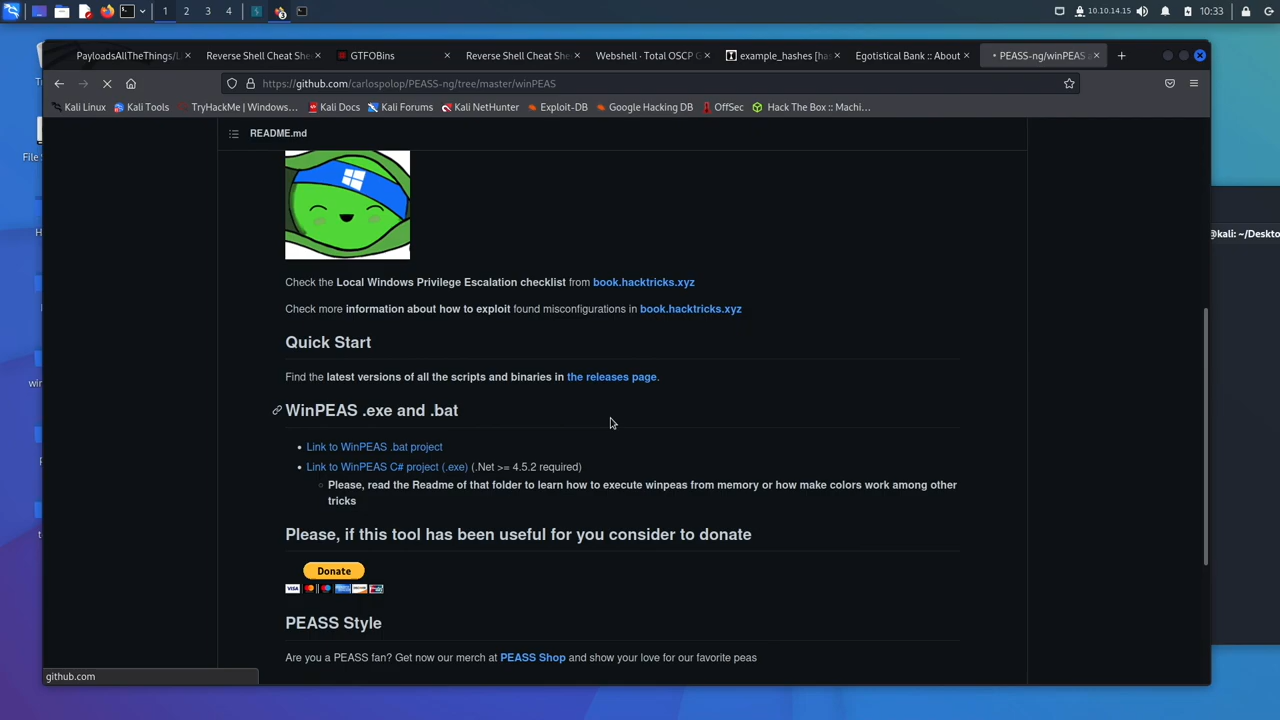 1 2 3 4
3
10.10.14.15
10:33
PayloadsAllTheThings/L
Reverse Shell Cheat She
GTFOBins
Reverse Shell Cheat She
Webshell - Total OSCP G
example_hashes [has
Egotistical Bank :: About
PEASS-ng/winPEAS a
https://github.com/carlospolop/PEASS-ng/tree/master/winPEAS
Kali Linux
Kali Tools
TryHackMe | Windows…
Kali Docs
Kali Forums
Kali NetHunter
Exploit-DB
Google Hacking DB
OffSec
Hack The Box :: Machi…
README.md
Check the Local Windows Privilege Escalation checklist from book.hacktricks.xyz
Check more information about how to exploit found misconfigurations in book.hacktricks.xyz
Quick Start
Find the latest versions of all the scripts and binaries in the releases page.
WinPEAS .exe and .bat
Link to WinPEAS .bat project
Link to WinPEAS C# project (.exe) (.Net >= 4.5.2 required)
Please, read the Readme of that folder to learn how to execute winpeas from memory or how make colors work among other
tricks
Please, if this tool has been useful for you consider to donate
Donate
VISA
PEASS Style
Are you a PEASS fan? Get now our merch at PEASS Shop and show your love for our favorite peas
github.com
@kali: ~/Deskto
File S
H
win